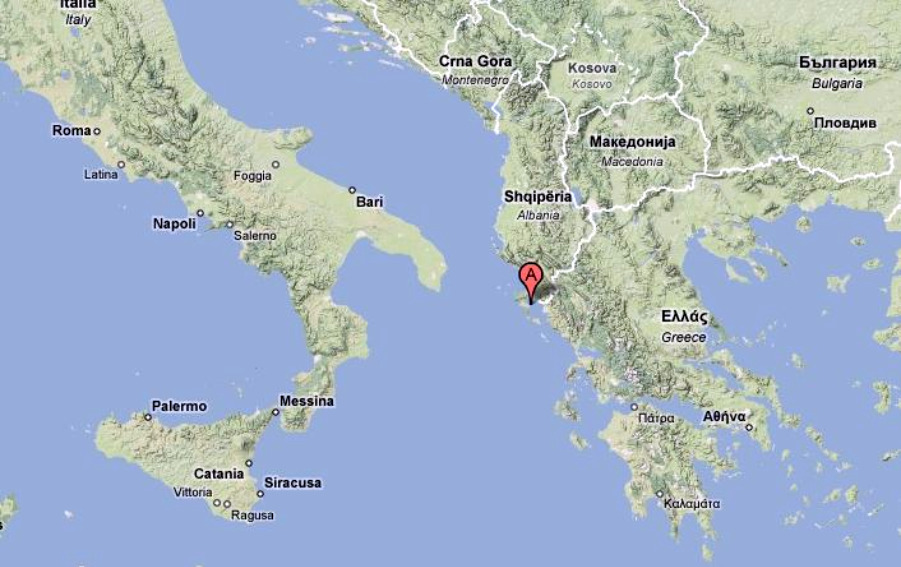 Italia
Italy
Crna Gora
Montenegro
Kosova
Kosovo
България
Bulgaria
Пловдив
Roma
Македонија
Macedonia
Latina
Foggia
Bari
Shqipëria
Albania
Napoli
Salerno
A
Ελλάς
Greece
Palermo
Messina
Πάτρα
Αθήνα
Catania
Siracusa
Vittoria
Ragusa
Καλαμάτα
s